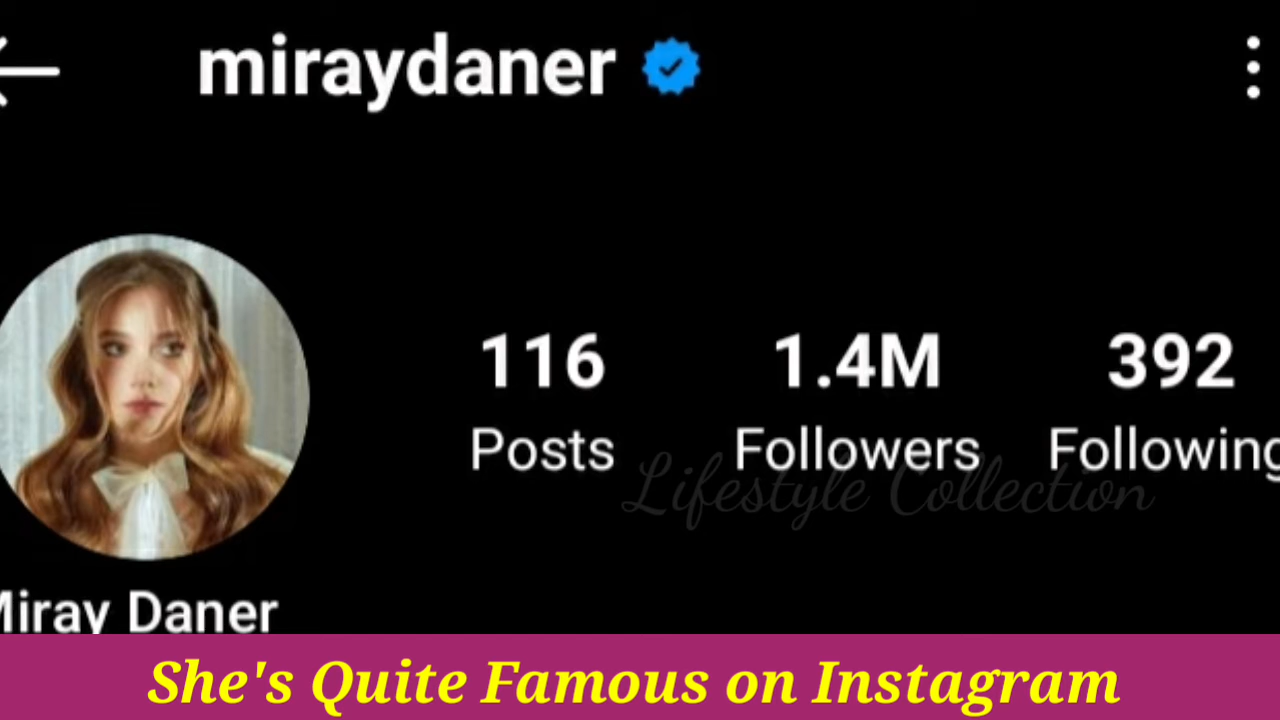 miraydaner
116 1.4M 392
Posts Followers Following
Lifestyle Collection
Miray Daner
She's Quite Famous on Instagram